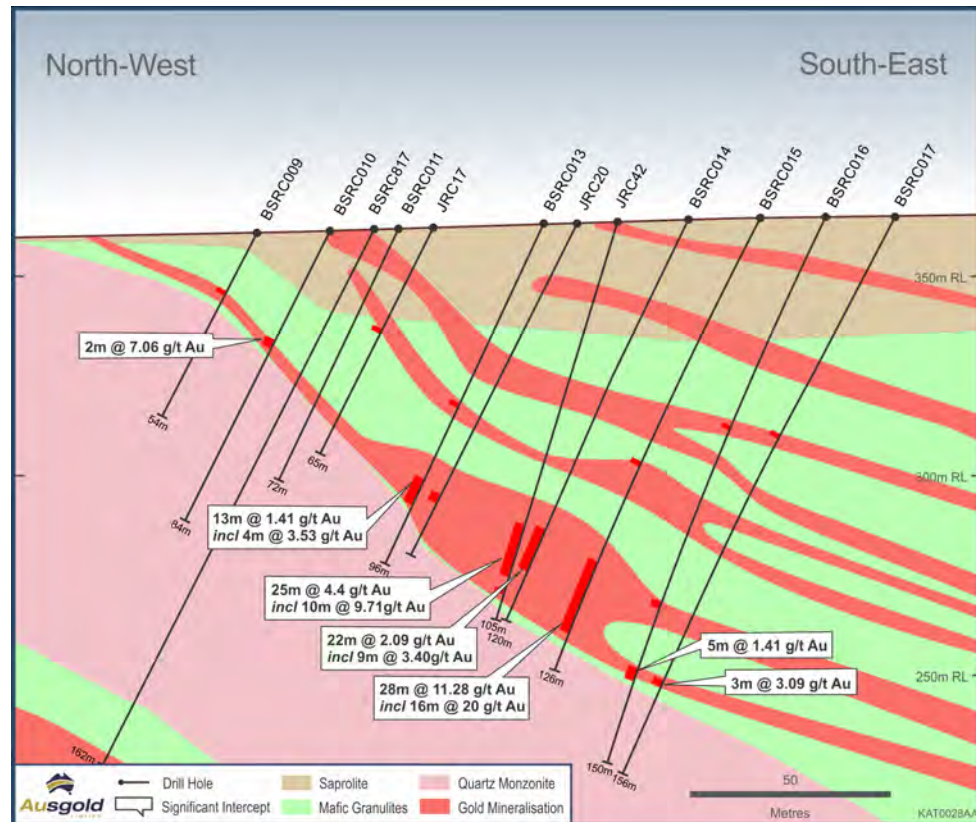 North-West
South-East
BSRC009
BSRC010
BSRC817
BSRC011
JRC17
BSRC013
JRC20
JRC42
BSRC014
BSRC015
BSRC016
BSRC017
350m RL
2m @ 7.06 g/t Au
54m
65m
72m
300m RL
84m
13m @ 1.41 g/t Au
incl 4m @ 3.53 g/t Au
96m
25m @ 4.4 g/t Au
incl 10m @ 9.71g/t Au
105m
120m
22m @ 2.09 g/t Au
incl 9m @ 3.40g/t Au
126m
5m @ 1.41 g/t Au
250m RL
28m @ 11.28 g/t Au
incl 16m @ 20 g/t Au
3m @ 3.09 g/t Au
162m
150m
156m
Ausgold
LIMITED
Drill Hole
Saprolite
Quartz Monzonite
Significant Intercept
Mafic Granulites
Gold Mineralisation
50
Metres